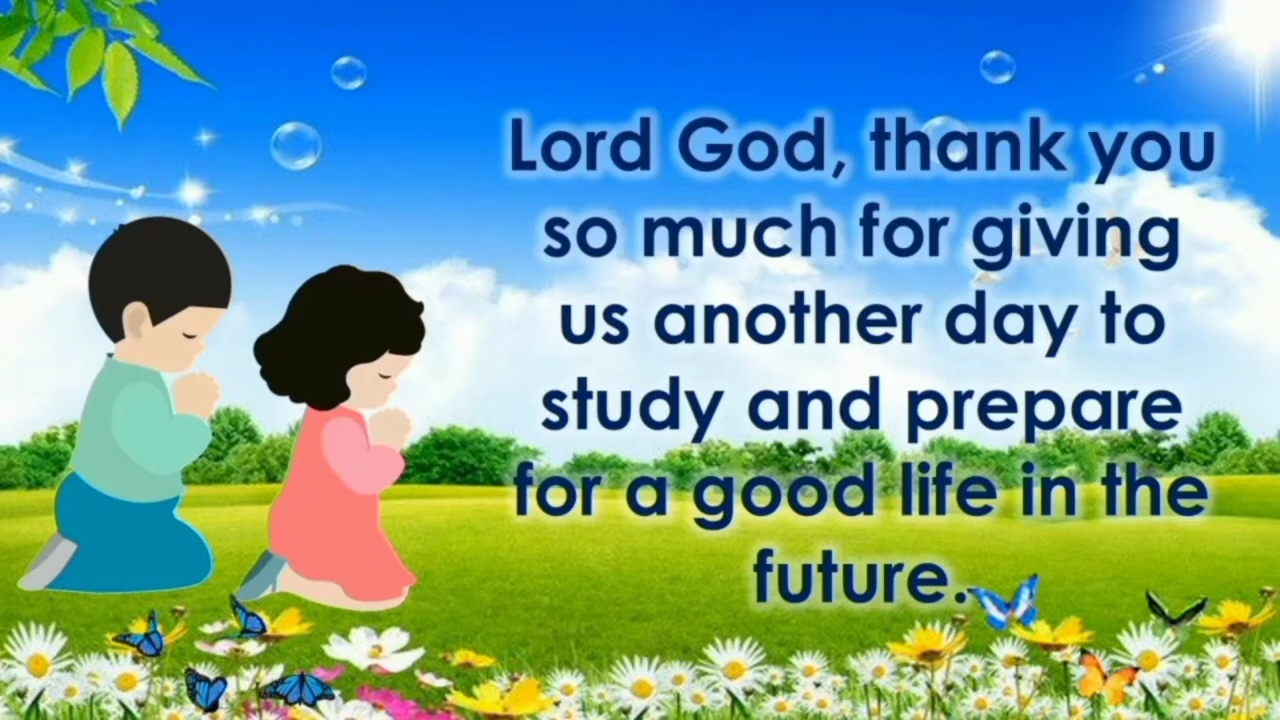 Lord God, thank you
so much for giving
us another day to
study and prepare
for a good life in the
future.